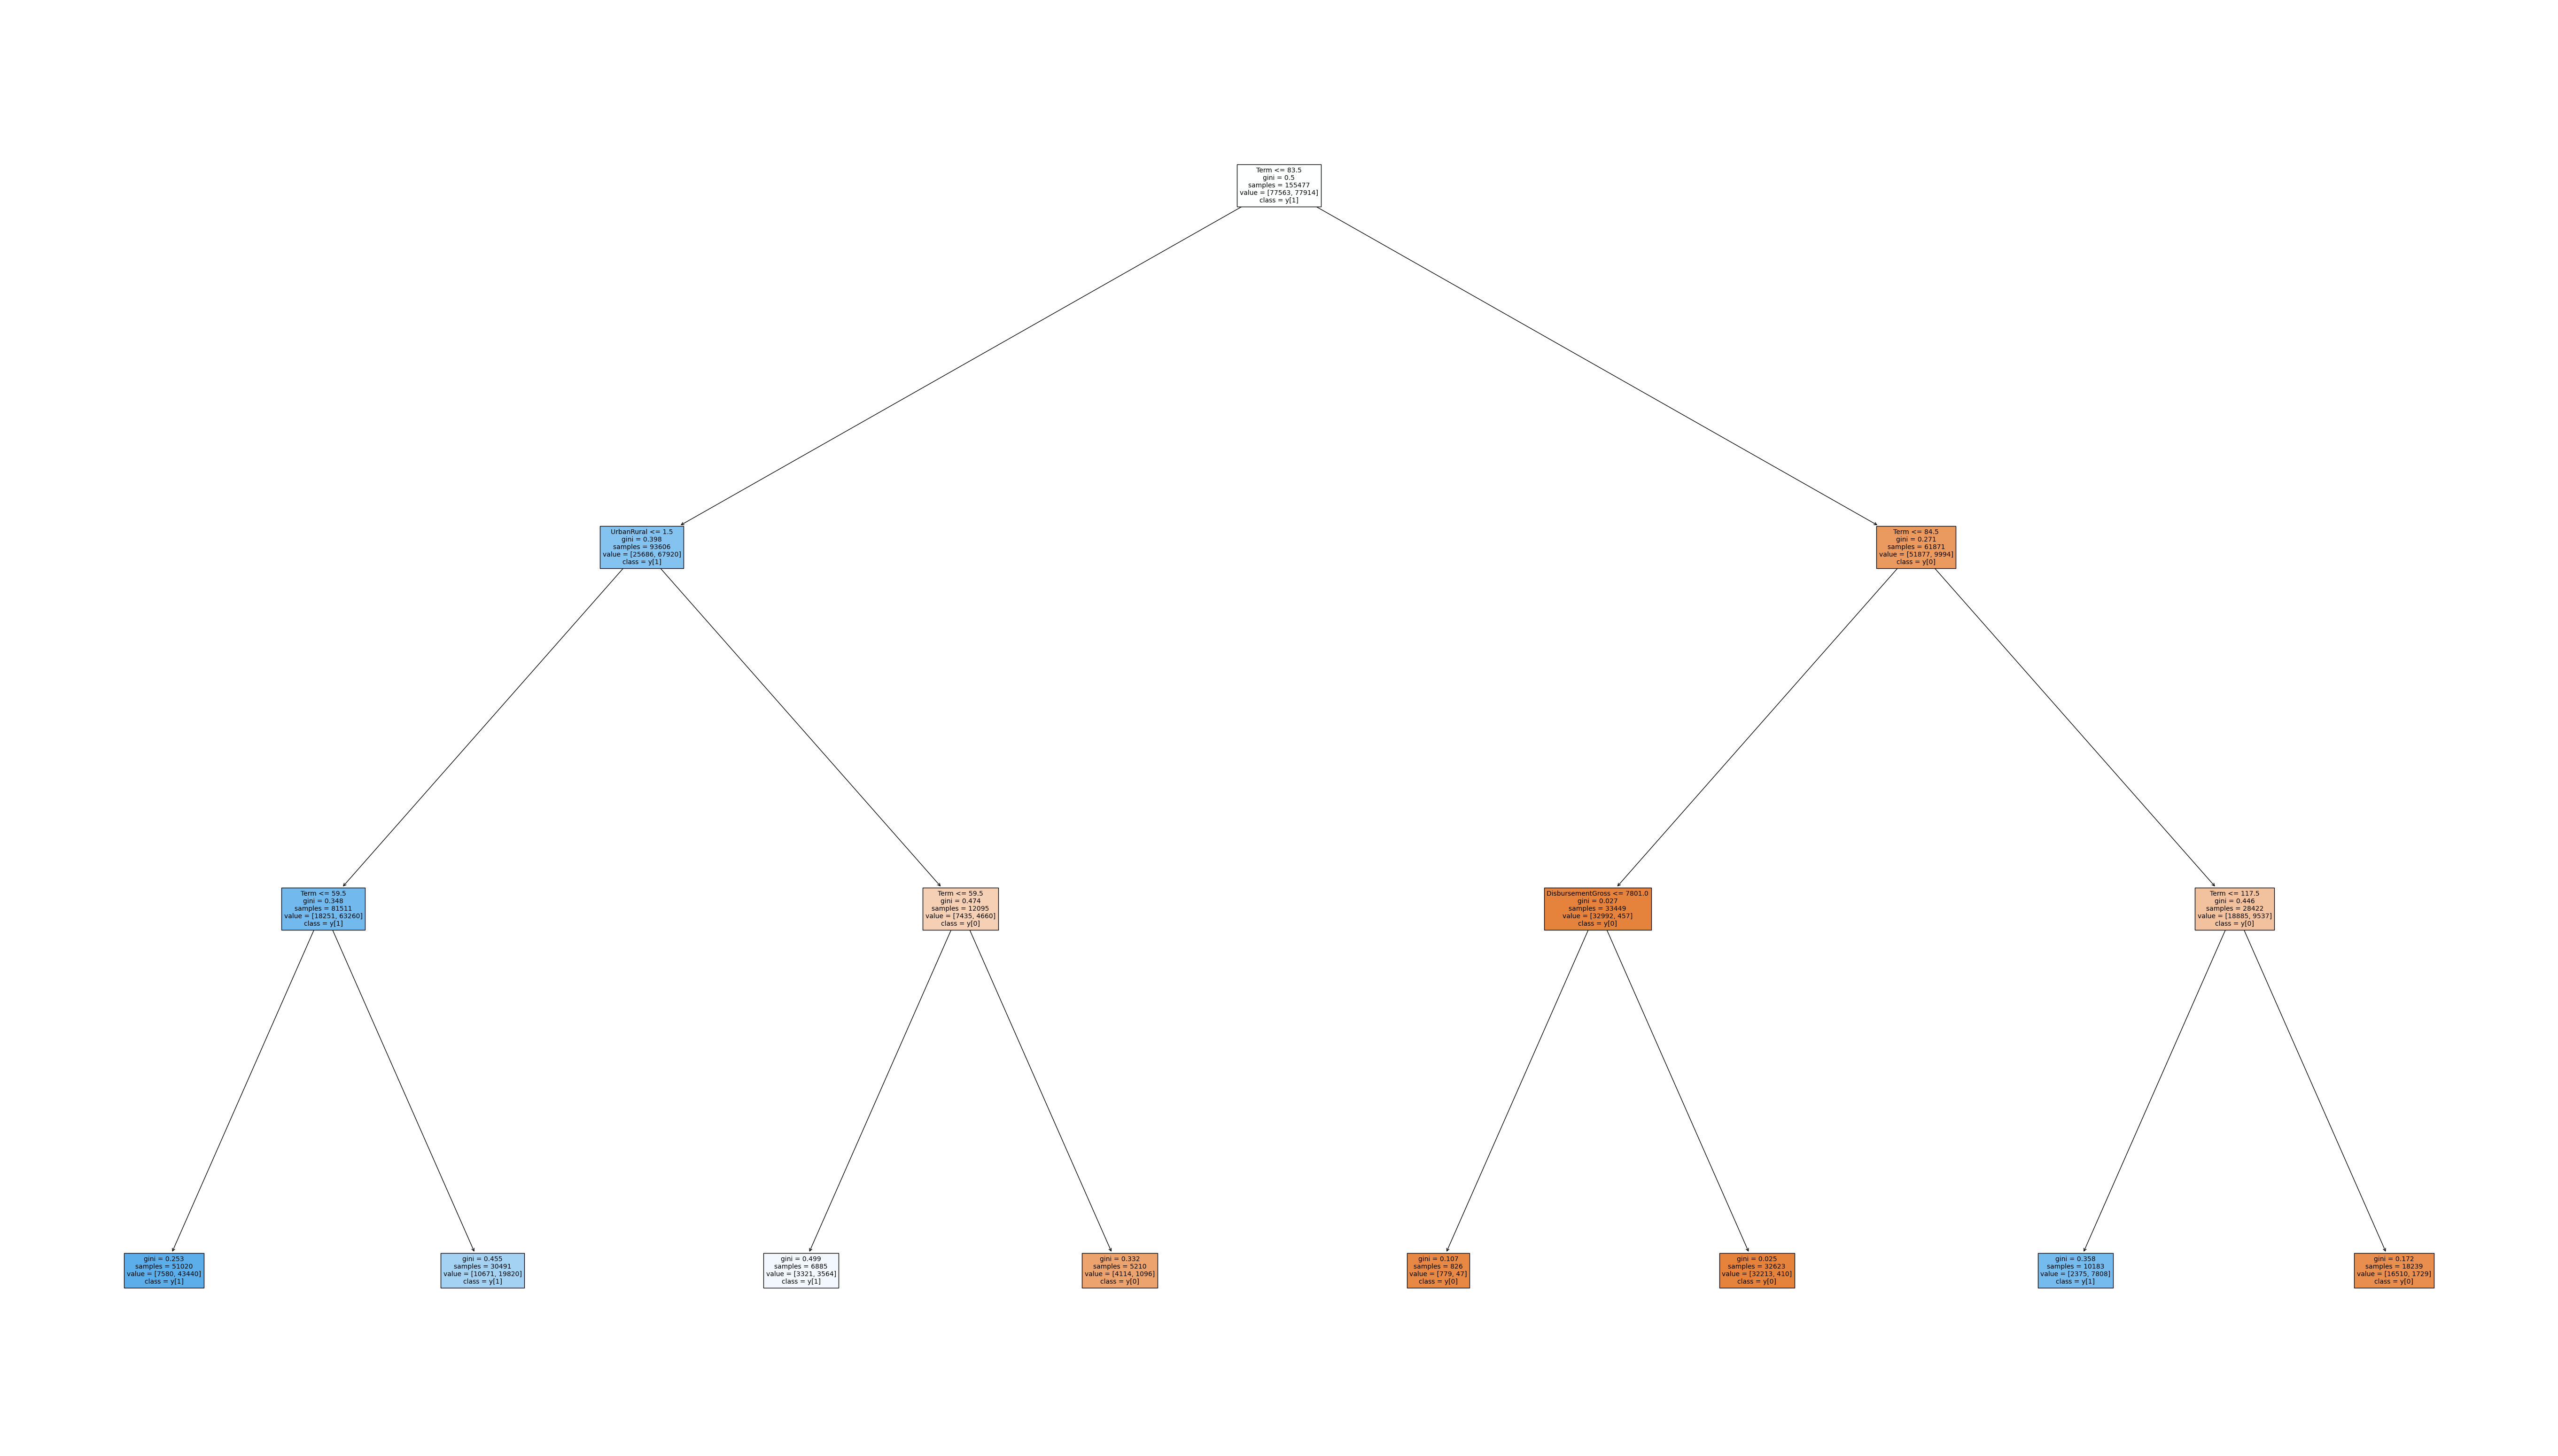 Term <= 83.5
gini = 0.5
samples = 155477
value = [77563, 77914]
class = y[1]
UrbanRural <= 1.5
gini = 0.398
samples = 93606
value = [25686, 67920]
class = y[1]
Term <= 84.5
gini = 0.271
samples = 61871
value = [51877, 9994]
class = y[0]
Term <= 59.5
gini = 0.348
samples = 81511
value = [18251, 63260]
class = y[1]
Term <= 59.5
gini = 0.474
samples = 12095
value = [7435, 4660]
class = y[0]
DisbursementGross <= 7801.0
gini = 0.027
samples = 33449
value = [32992, 457]
class = y[0]
Term <= 117.5
gini = 0.446
samples = 28422
value = [18885, 9537]
class = y[0]
gini = 0.253
samples = 51020
value = [7580, 43440]
class = y[1]
gini = 0.455
samples = 30491
value = [10671, 19820]
class = y[1]
gini = 0.499
samples = 6885
value = [3321, 3564]
class = y[1]
gini = 0.332
samples = 5210
value = [4114, 1096]
class = y[0]
gini = 0.107
samples = 826
value = [779, 47]
class = y[0]
gini = 0.025
samples = 32623
value = [32213, 410]
class = y[0]
gini = 0.358
samples = 10183
value = [2375, 7808]
class = y[1]
gini = 0.172
samples = 18239
value = [16510, 1729]
class = y[0]